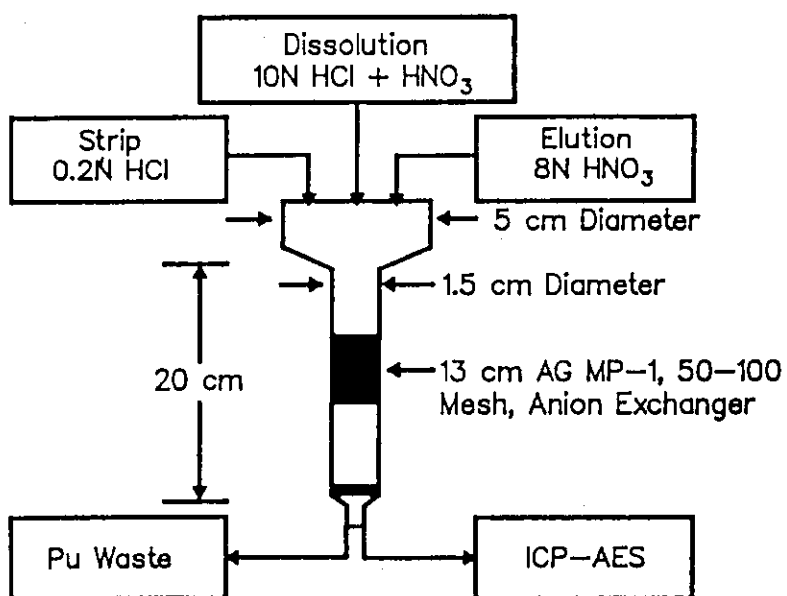 Dissolution
10N HCl + HNO₃
Strip
0.2N HCl
Elution
8N HNO₃
5 cm Diameter
1.5 cm Diameter
20 cm
13 cm AG MP-1, 50-100
Mesh, Anion Exchanger
Pu Waste
ICP-AES